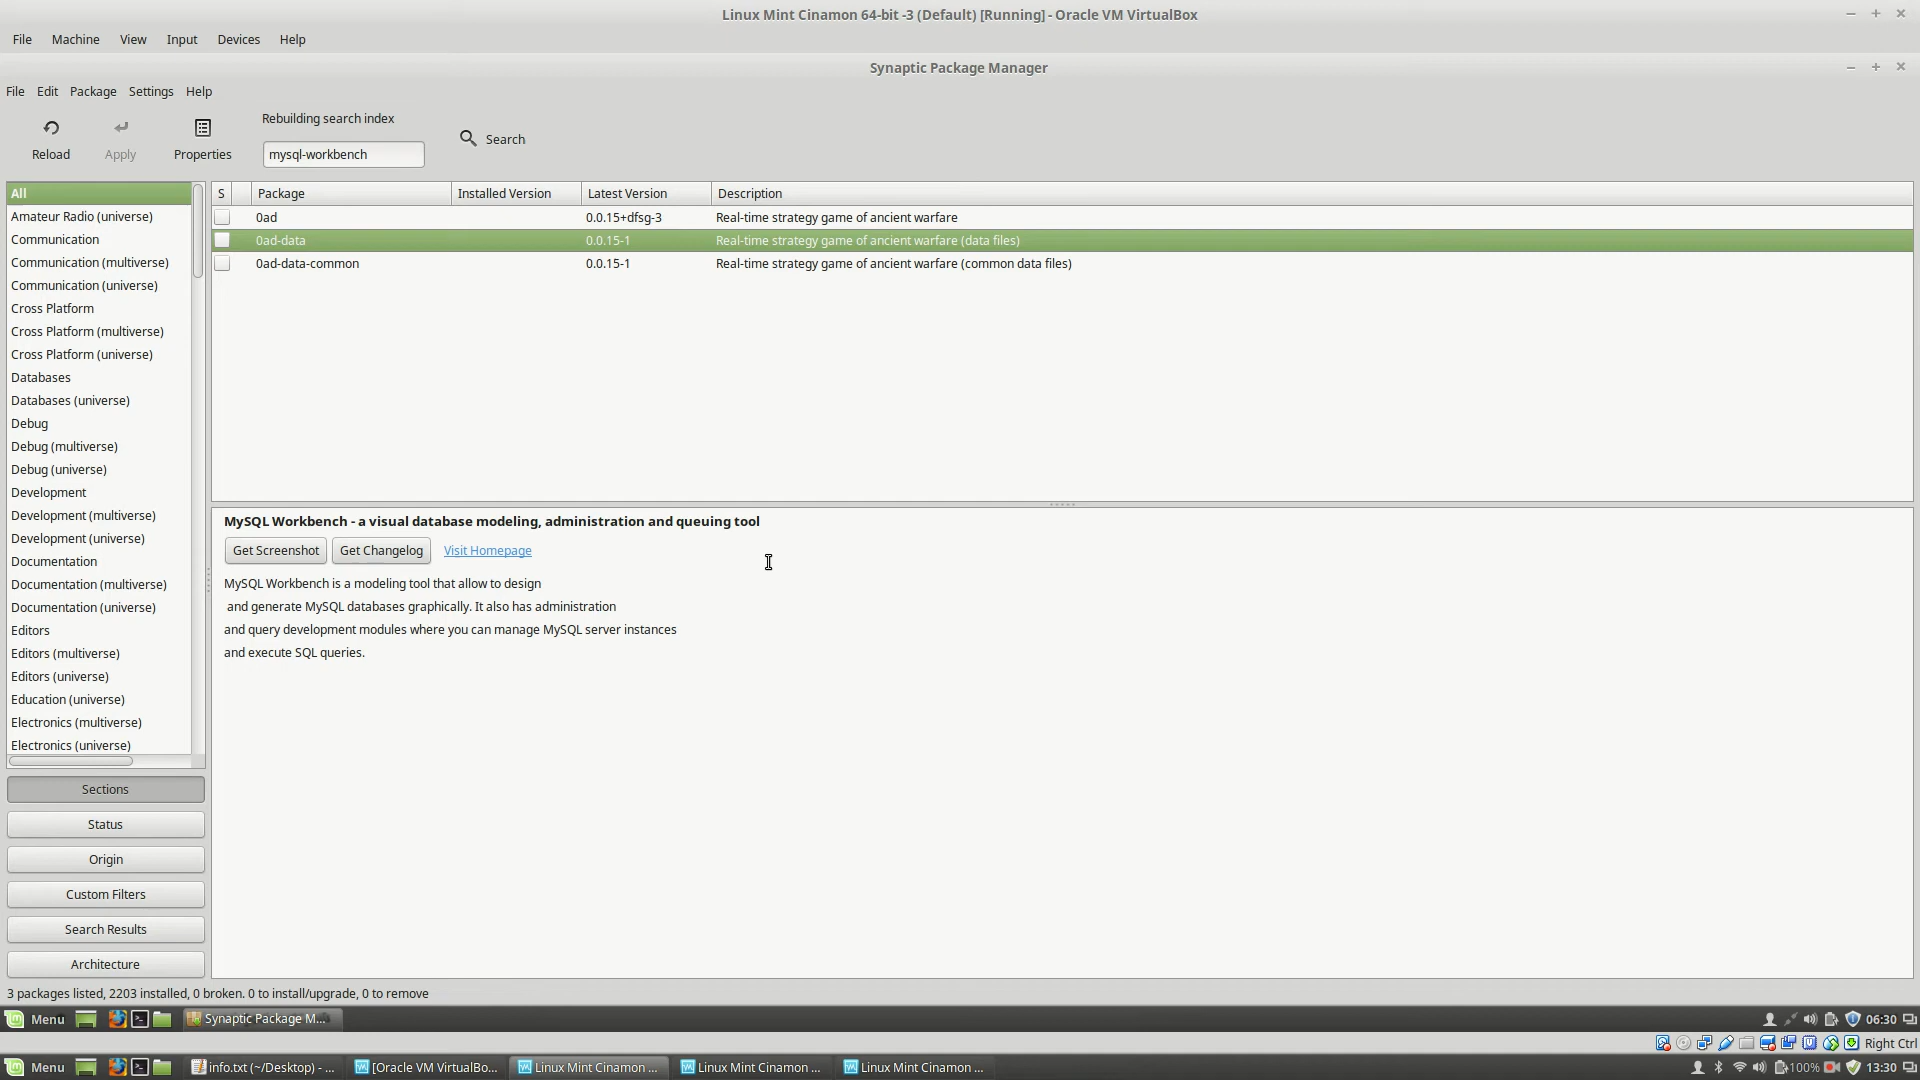 Linux Mint Cinamon 64-bit -3 (Default) [Running] - Oracle VM VirtualBox
File Machine View Input Devices Help
Synaptic Package Manager
File Edit Package Settings Help
Reload Apply Properties
Rebuilding search index
mysql-workbench
Search
S Package Installed Version Latest Version Description
0ad 0.0.15+dfsg-3 Real-time strategy game of ancient warfare
0ad-data 0.0.15-1 Real-time strategy game of ancient warfare (data files)
0ad-data-common 0.0.15-1 Real-time strategy game of ancient warfare (common data files)
All
Amateur Radio (universe)
Communication
Communication (multiverse)
Communication (universe)
Cross Platform
Cross Platform (multiverse)
Cross Platform (universe)
Databases
Databases (universe)
Debug
Debug (multiverse)
Debug (universe)
Development
Development (multiverse)
Development (universe)
Documentation
Documentation (multiverse)
Documentation (universe)
Editors
Editors (multiverse)
Editors (universe)
Education (universe)
Electronics (multiverse)
Electronics (universe)
MySQL Workbench - a visual database modeling, administration and queuing tool
Get Screenshot Get Changelog Visit Homepage
MySQL Workbench is a modeling tool that allow to design
and generate MySQL databases graphically. It also has administration
and query development modules where you can manage MySQL server instances
and execute SQL queries.
Sections
Status
Origin
Custom Filters
Search Results
Architecture
3 packages listed, 2203 installed, 0 broken. 0 to install/upgrade, 0 to remove
Menu Synaptic Package M... 06:30
Right Ctrl
Menu info.txt (~/Desktop) - ... [Oracle VM VirtualBo... Linux Mint Cinamon ... Linux Mint Cinamon ... Linux Mint Cinamon ... 100% 13:30